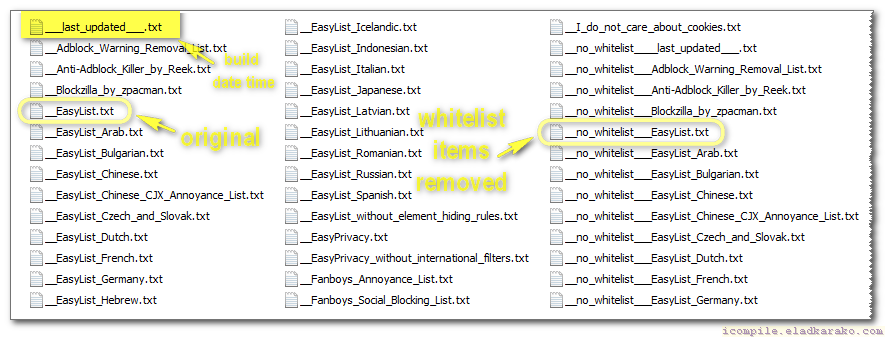 ___last_updated___.txt
__Adblock_Warning_Removal_List.txt
__Anti-Adblock_Killer_by_Reek.txt
__Blockzilla_by_zpacman.txt
__EasyList.txt
__EasyList_Arab.txt
__EasyList_Bulgarian.txt
__EasyList_Chinese.txt
__EasyList_Chinese_CJX_Annoyance_List.txt
__EasyList_Czech_and_Slovak.txt
__EasyList_Dutch.txt
__EasyList_French.txt
__EasyList_Germany.txt
__EasyList_Hebrew.txt
build
date time
original
__EasyList_Icelandic.txt
__EasyList_Indonesian.txt
__EasyList_Italian.txt
__EasyList_Japanese.txt
__EasyList_Latvian.txt
__EasyList_Lithuanian.txt
__EasyList_Romanian.txt
__EasyList_Russian.txt
__EasyList_Spanish.txt
__EasyList_without_element_hiding_rules.txt
__EasyPrivacy.txt
__EasyPrivacy_without_international_filters.txt
__Fanboys_Annoyance_List.txt
__Fanboys_Social_Blocking_List.txt
whitelist
items
removed
__I_do_not_care_about_cookies.txt
__no_whitelist____last_updated___.txt
__no_whitelist___Adblock_Warning_Removal_List.txt
__no_whitelist___Anti-Adblock_Killer_by_Reek.txt
__no_whitelist___Blockzilla_by_zpacman.txt
__no_whitelist___EasyList.txt
__no_whitelist___EasyList_Arab.txt
__no_whitelist___EasyList_Bulgarian.txt
__no_whitelist___EasyList_Chinese.txt
__no_whitelist___EasyList_Chinese_CJX_Annoyance_List.txt
__no_whitelist___EasyList_Czech_and_Slovak.txt
__no_whitelist___EasyList_Dutch.txt
__no_whitelist___EasyList_French.txt
__no_whitelist___EasyList_Germany.txt
icompile.eladkarako.com